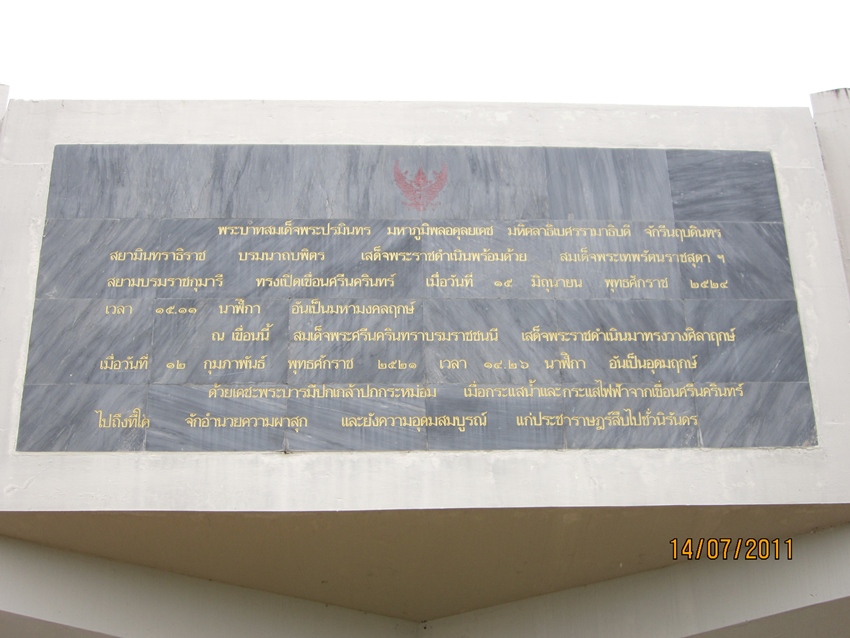 พระบาทสมเด็จพระปรมินทร มหาภูมิพลอดุลยเดช มหิตลาธิเบศรรามาธิบดี จักรีนฤบดินทร
สยามินทราธิราช บรมนาถบพิตร เสด็จพระราชดำเนินพร้อมด้วย สมเด็จพระเทพรัตนราชสุดา ฯ
สยามบรมราชกุมารี ทรงเปิดเขื่อนศรีนครินทร์ เมื่อวันที่ ๑๙ มิถุนายน พุทธศักราช ๒๕๒๔
เวลา ๑๕.๑๑ นาฬิกา อันเป็นมหามงคลฤกษ์
ณ เขื่อนนี้ สมเด็จพระศรีนครินทราบรมราชชนนี เสด็จพระราชดำเนินมาทรงวางศิลาฤกษ์
เมื่อวันที่ ๑๒ กุมภาพันธ์ พุทธศักราช ๒๕๒๑ เวลา ๑๔.๒๖ นาฬิกา อันเป็นอุดมฤกษ์
ด้วยเดชะพระบารมีปกเกล้าปกกระหม่อม เมื่อกระแสน้ำและกระแสไฟฟ้าจากเขื่อนศรีนครินทร์
ไปถึงที่ใด จักอำนวยความผาสุก และยังความอุดมสมบูรณ์ แก่ประชาราษฎร์สืบไปชั่วนิรันดร
14/07/2011